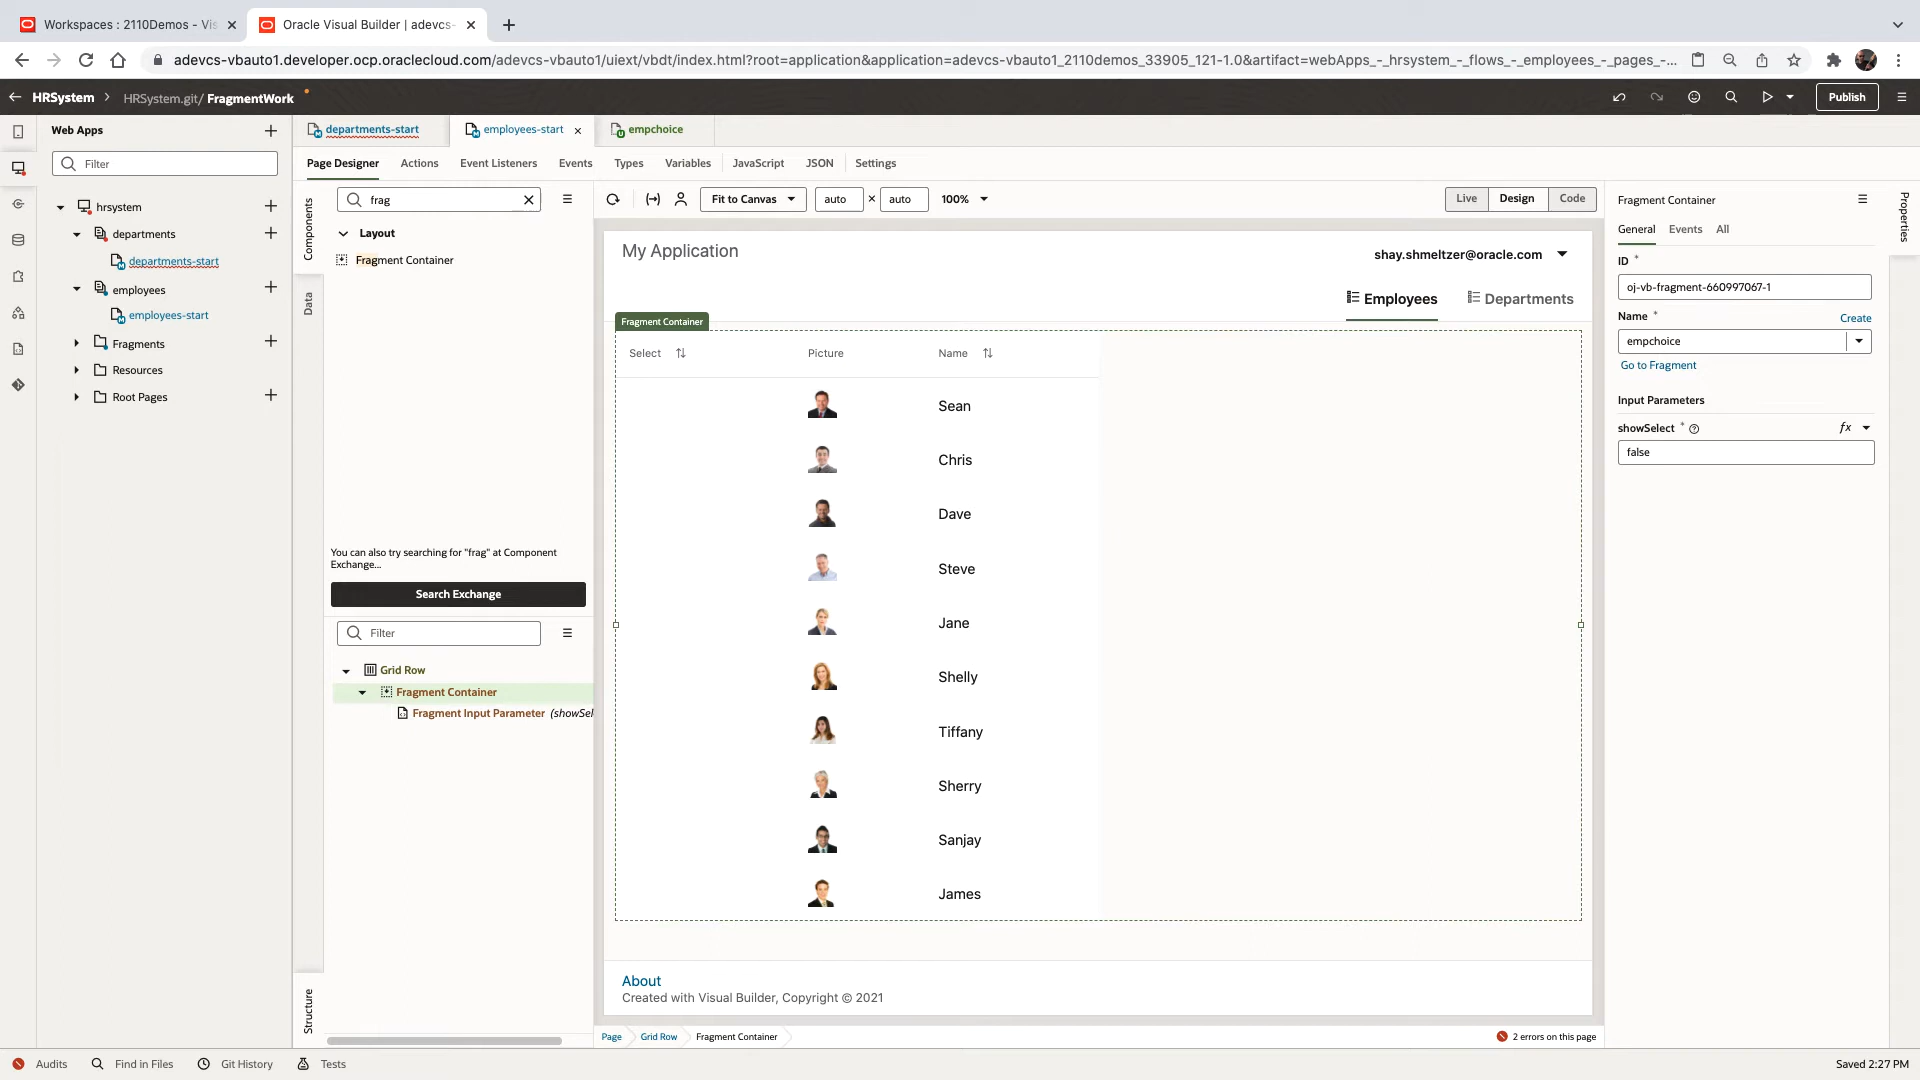 Workspaces : 2110Demos - Vis
Oracle Visual Builder | adevcs-
adevcs-vbauto1.developer.ocp.oraclecloud.com/adevcs-vbauto1/uiext/vbdt/index.html?root=application&application=adevcs-vbauto1_2110demos_33905_121-1.0&artifact=webApps_-_hrsystem_-_flows_-_employees_-_pages_-...
HRSystem
HRSystem.git/ FragmentWork
Publish
Web Apps
departments-start
employees-start
empchoice
Filter
Page Designer
Actions
Event Listeners
Events
Types
Variables
JavaScript
JSON
Settings
hrsystem
departments
departments-start
employees
employees-start
Fragments
Resources
Root Pages
Components
Data
Structure
frag
Layout
Fragment Container
You can also try searching for "frag" at Component
Exchange...
Search Exchange
Filter
Grid Row
Fragment Container
Fragment Input Parameter (showSel
Fit to Canvas
auto
×
auto
100%
Live
Design
Code
My Application
shay.shmeltzer@oracle.com
Employees
Departments
Fragment Container
Select
Picture
Name
Sean
Chris
Dave
Steve
Jane
Shelly
Tiffany
Sherry
Sanjay
James
About
Created with Visual Builder, Copyright © 2021
Page
Grid Row
Fragment Container
2 errors on this page
Fragment Container
Properties
General
Events
All
ID *
oj-vb-fragment-660997067-1
Name *
Create
empchoice
Go to Fragment
Input Parameters
showSelect *
fx
false
Audits
Find in Files
Git History
Tests
Saved 2:27 PM